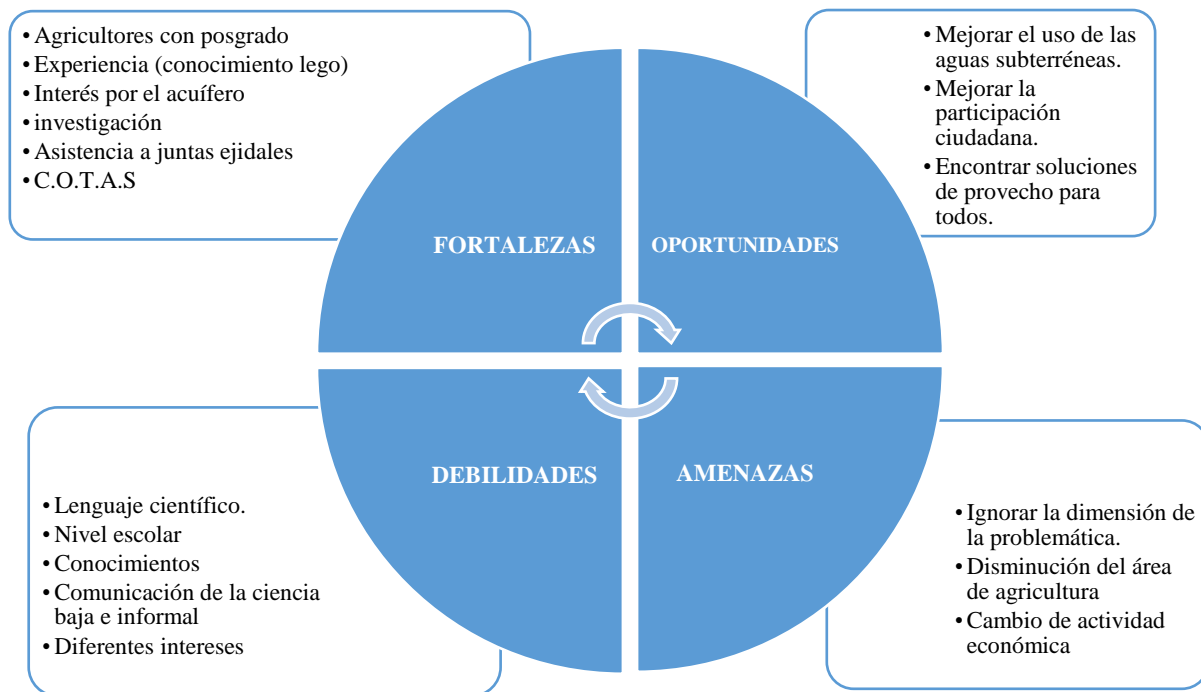 • Agricultores con posgrado
• Experiencia (conocimiento lego)
• Interés por el acuífero
• investigación
• Asistencia a juntas ejidales
• C.O.T.A.S
• Mejorar el uso de las
aguas subterréneas.
• Mejorar la
participación
ciudadana.
• Encontrar soluciones
de provecho para
todos.
FORTALEZAS
OPORTUNIDADES
DEBILIDADES
AMENAZAS
• Lenguaje científico.
• Nivel escolar
• Conocimientos
• Comunicación de la ciencia
baja e informal
• Diferentes intereses
• Ignorar la dimensión de
la problemática.
• Disminución del área
de agricultura
• Cambio de actividad
económica